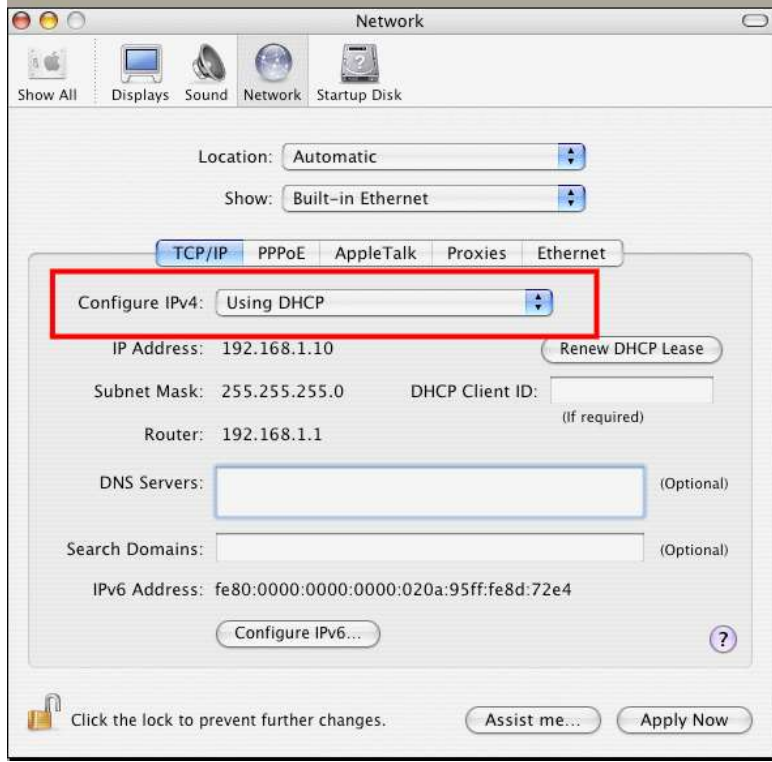 Network
Show All Displays Sound Network Startup Disk
Location: Automatic
Show: Built-in Ethernet
TCP/IP PPPoE AppleTalk Proxies Ethernet
Configure IPv4: Using DHCP
IP Address: 192.168.1.10 Renew DHCP Lease
Subnet Mask: 255.255.255.0 DHCP Client ID:
(If required)
Router: 192.168.1.1
DNS Servers: (Optional)
Search Domains: (Optional)
IPv6 Address: fe80:0000:0000:0000:020a:95ff:fe8d:72e4
Configure IPv6... ?
Click the lock to prevent further changes. Assist me... Apply Now